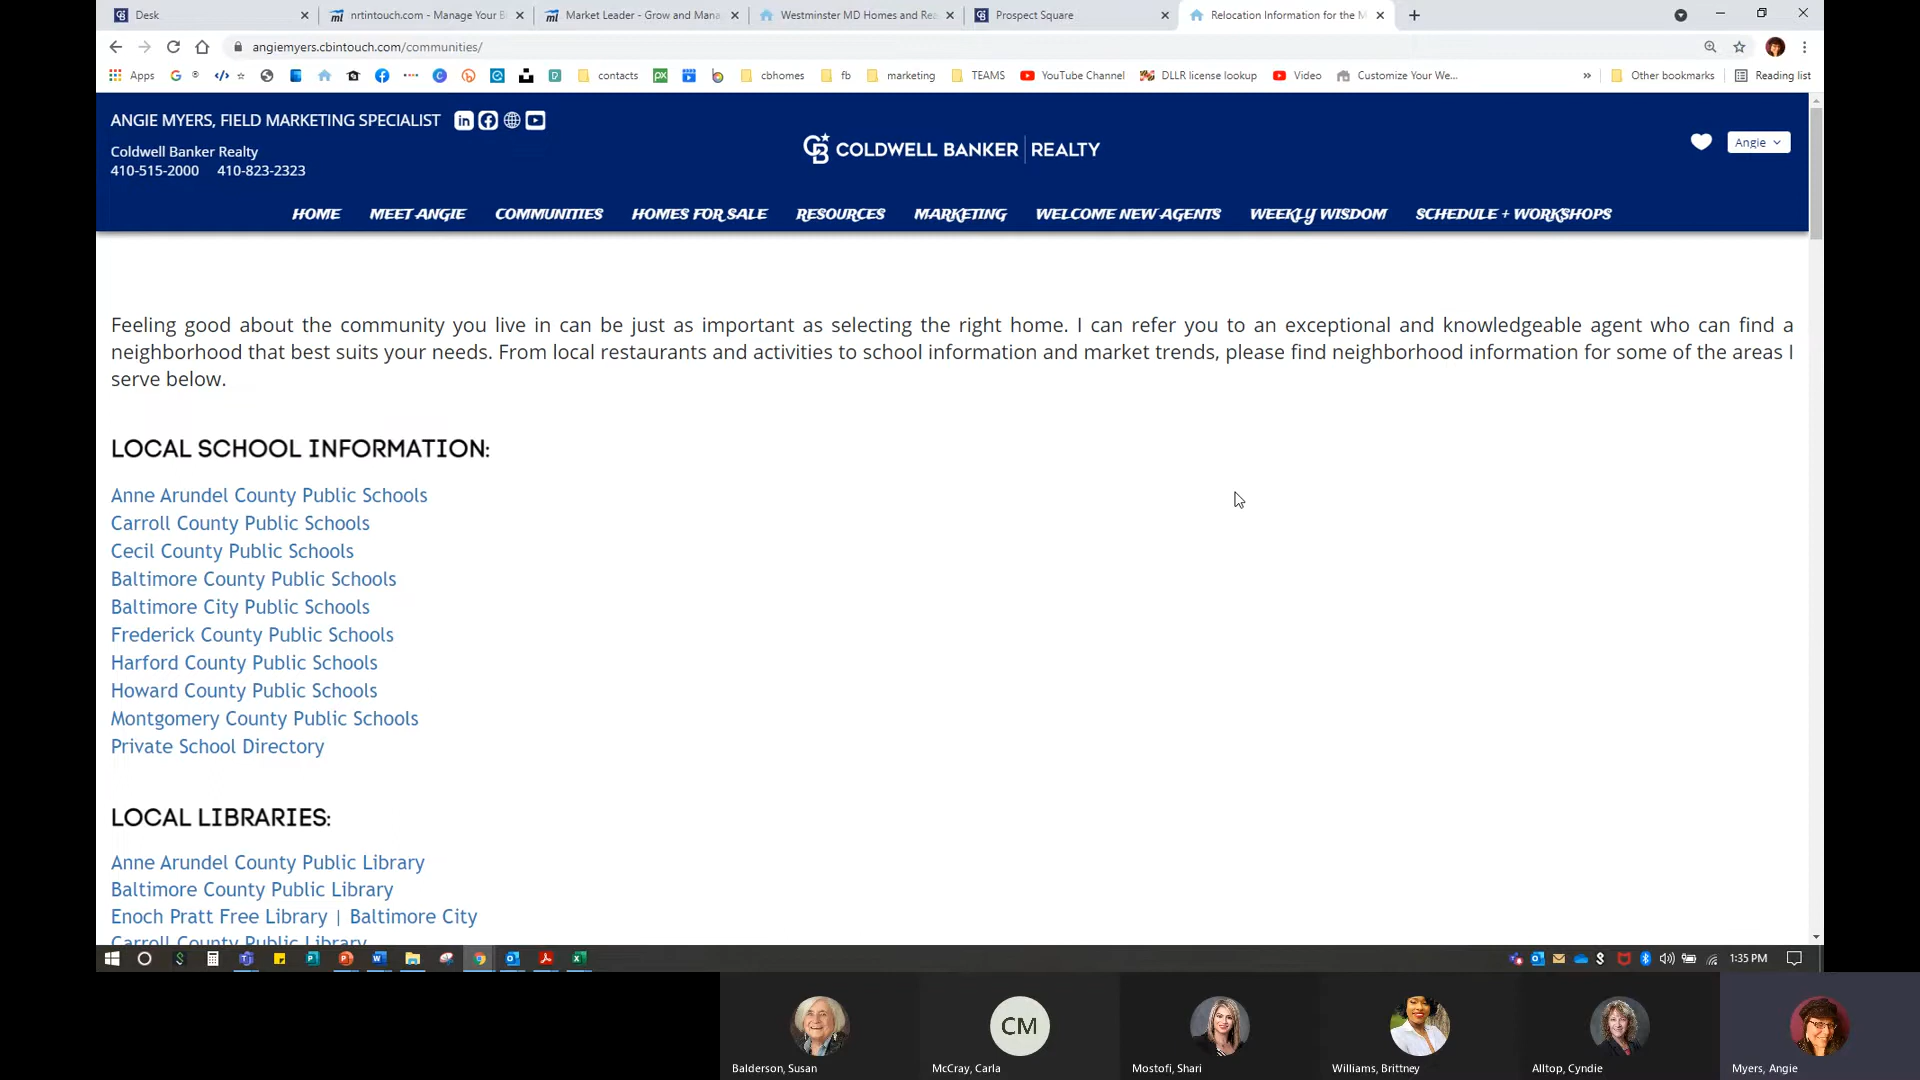 Desk
nrtintouch.com - Manage Your B
Market Leader - Grow and Mana
Westminster MD Homes and Rea
Prospect Square
Relocation Information for the M
angiemyers.cbintouch.com/communities/
Apps
contacts
cbhomes
fb
marketing
TEAMS
YouTube Channel
DLLR license lookup
Video
Customize Your We...
Other bookmarks
Reading list
ANGIE MYERS, FIELD MARKETING SPECIALIST
Coldwell Banker Realty
410-515-2000 410-823-2323
COLDWELL BANKER | REALTY
Angie
HOME MEET ANGIE COMMUNITIES HOMES FOR SALE RESOURCES MARKETING WELCOME NEW AGENTS WEEKLY WISDOM SCHEDULE + WORKSHOPS
Feeling good about the community you live in can be just as important as selecting the right home. I can refer you to an exceptional and knowledgeable agent who can find a
neighborhood that best suits your needs. From local restaurants and activities to school information and market trends, please find neighborhood information for some of the areas I
serve below.
LOCAL SCHOOL INFORMATION:
Anne Arundel County Public Schools
Carroll County Public Schools
Cecil County Public Schools
Baltimore County Public Schools
Baltimore City Public Schools
Frederick County Public Schools
Harford County Public Schools
Howard County Public Schools
Montgomery County Public Schools
Private School Directory
LOCAL LIBRARIES:
Anne Arundel County Public Library
Baltimore County Public Library
Enoch Pratt Free Library | Baltimore City
Carroll County Public Library
1:35 PM
CM
Balderson, Susan
McCray, Carla
Mostofi, Shari
Williams, Brittney
Alltop, Cyndie
Myers, Angie